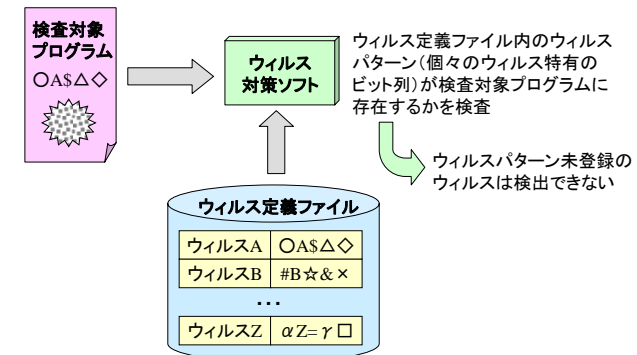 検査対象
プログラム
○A$△◇
ウィルス
対策ソフト
ウィルス定義ファイル内のウィルス
パターン(個々のウィルス特有の
ビット列)が検査対象プログラムに
存在するかを検査
ウィルスパターン未登録の
ウィルスは検出できない
ウィルス定義ファイル
ウィルスA ○A$△◇
ウィルスB #B☆&×
・・・
ウィルスZ αZ=γ□